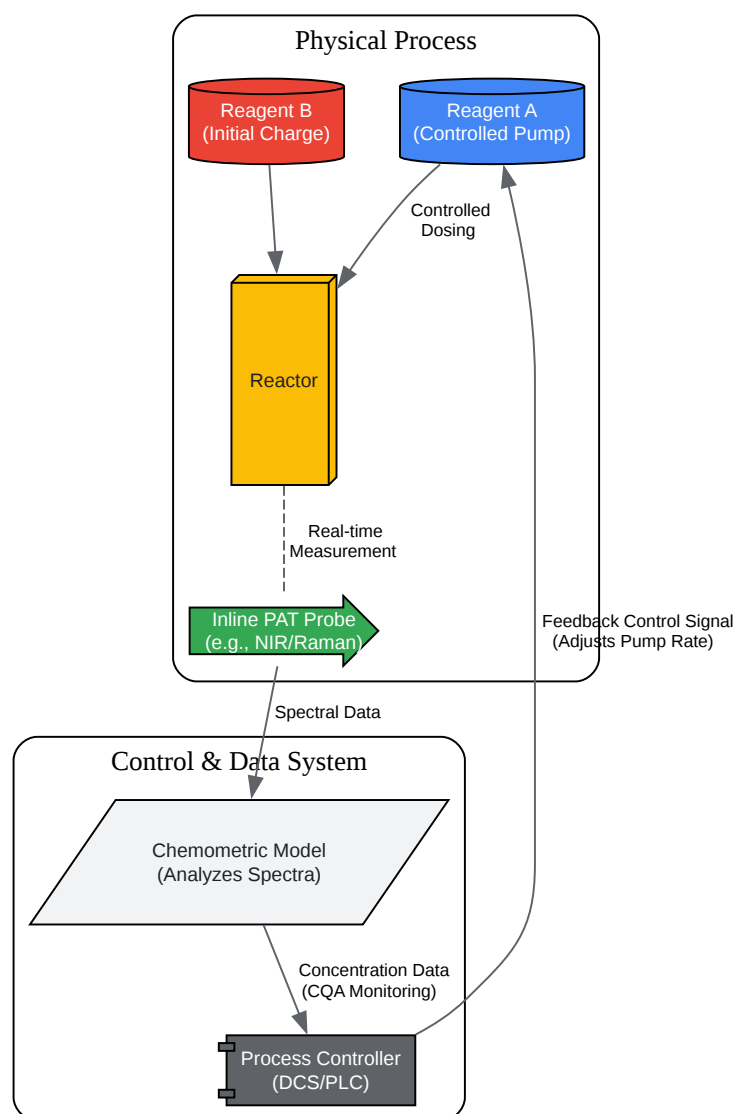 Physical Process
Reagent B
(Initial Charge)
Reagent A
(Controlled Pump)
Controlled
Dosing
Reactor
Real-time
Measurement
Inline PAT Probe
(e.g., NIR/Raman)
Feedback Control Signal
(Adjusts Pump Rate)
Spectral Data
Control & Data System
Chemometric Model
(Analyzes Spectra)
Concentration Data
(CQA Monitoring)
Process Controller
(DCS/PLC)